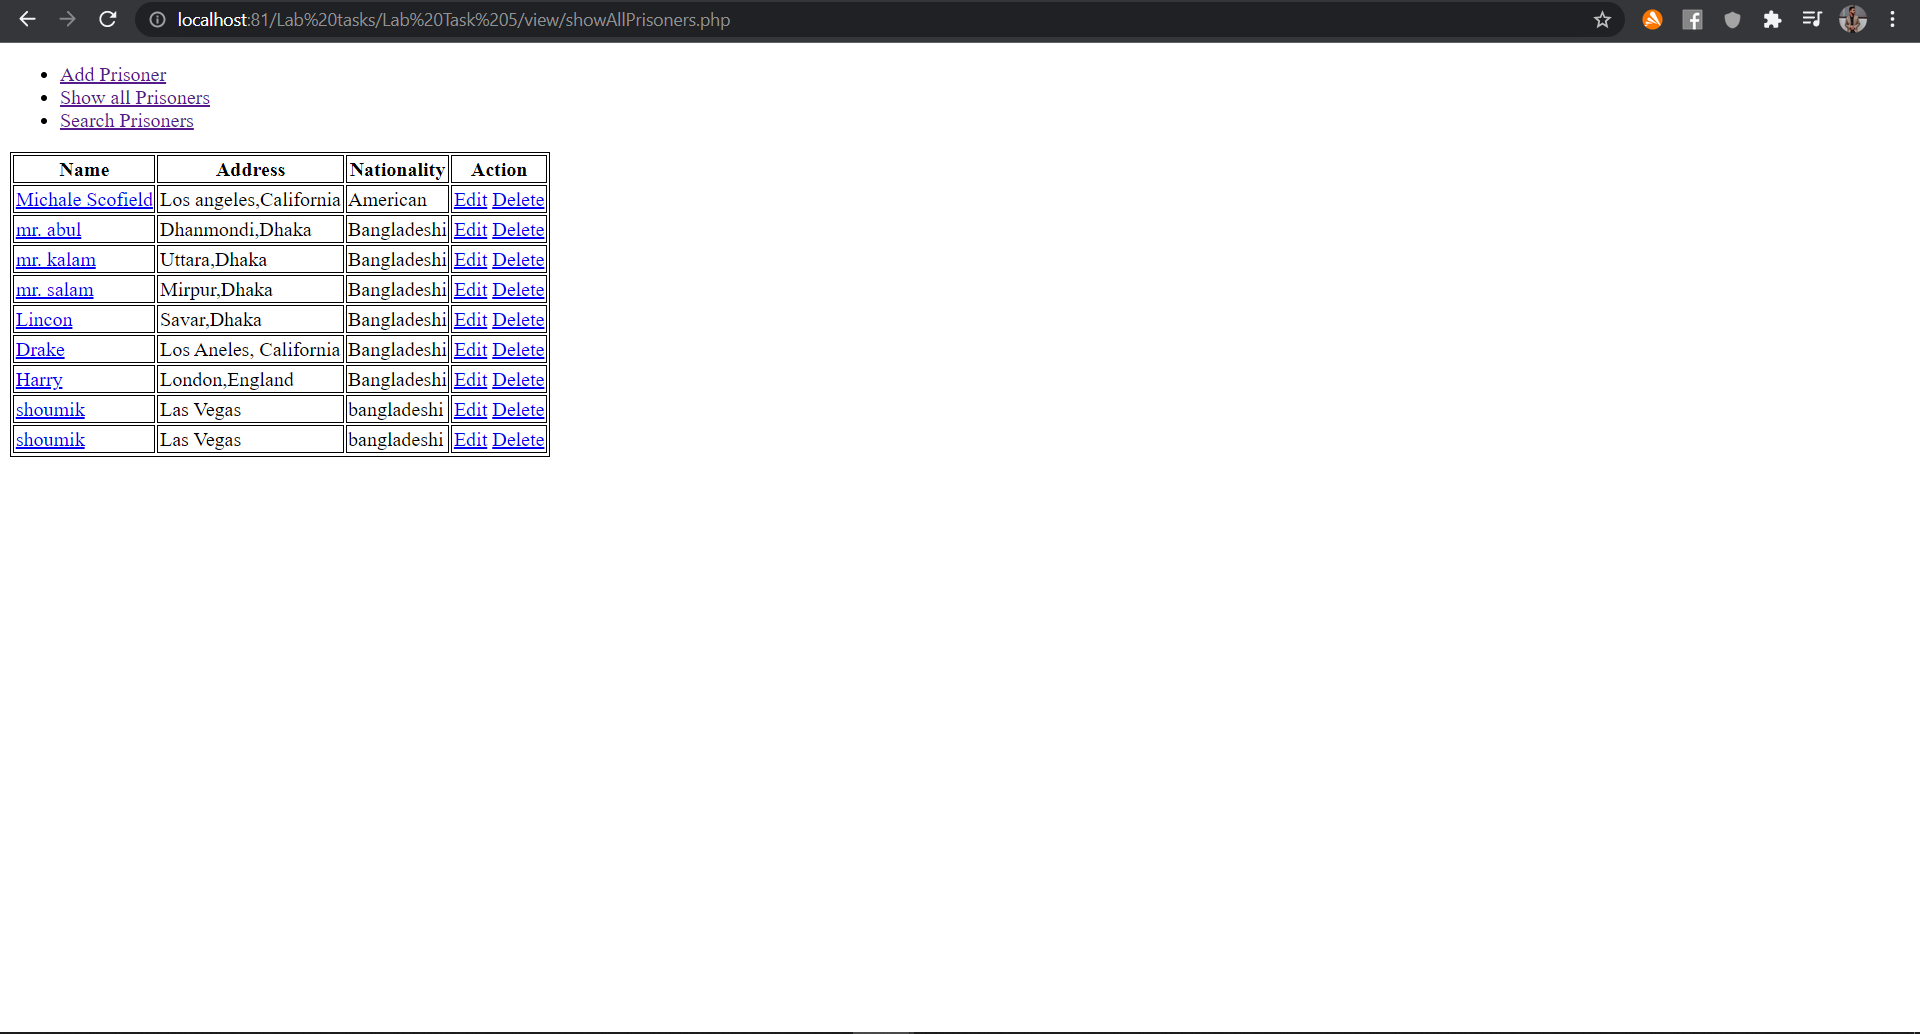 localhost:81/Lab%20tasks/Lab%20Task%205/view/showAllPrisoners.php
Add Prisoner
Show all Prisoners
Search Prisoners
Name Address Nationality Action
Michale Scofield Los angeles,California American Edit Delete
mr. abul Dhanmondi,Dhaka Bangladeshi Edit Delete
mr. kalam Uttara,Dhaka Bangladeshi Edit Delete
mr. salam Mirpur,Dhaka Bangladeshi Edit Delete
Lincon Savar,Dhaka Bangladeshi Edit Delete
Drake Los Aneles, California Bangladeshi Edit Delete
Harry London,England Bangladeshi Edit Delete
shoumik Las Vegas bangladeshi Edit Delete
shoumik Las Vegas bangladeshi Edit Delete